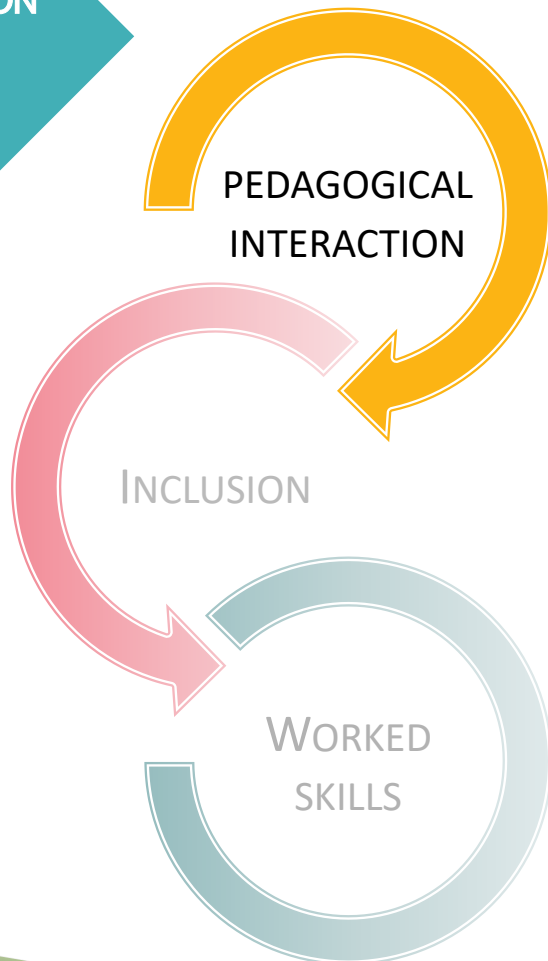 ON
PEDAGOGICAL
INTERACTION
INCLUSION
WORKED
SKILLS